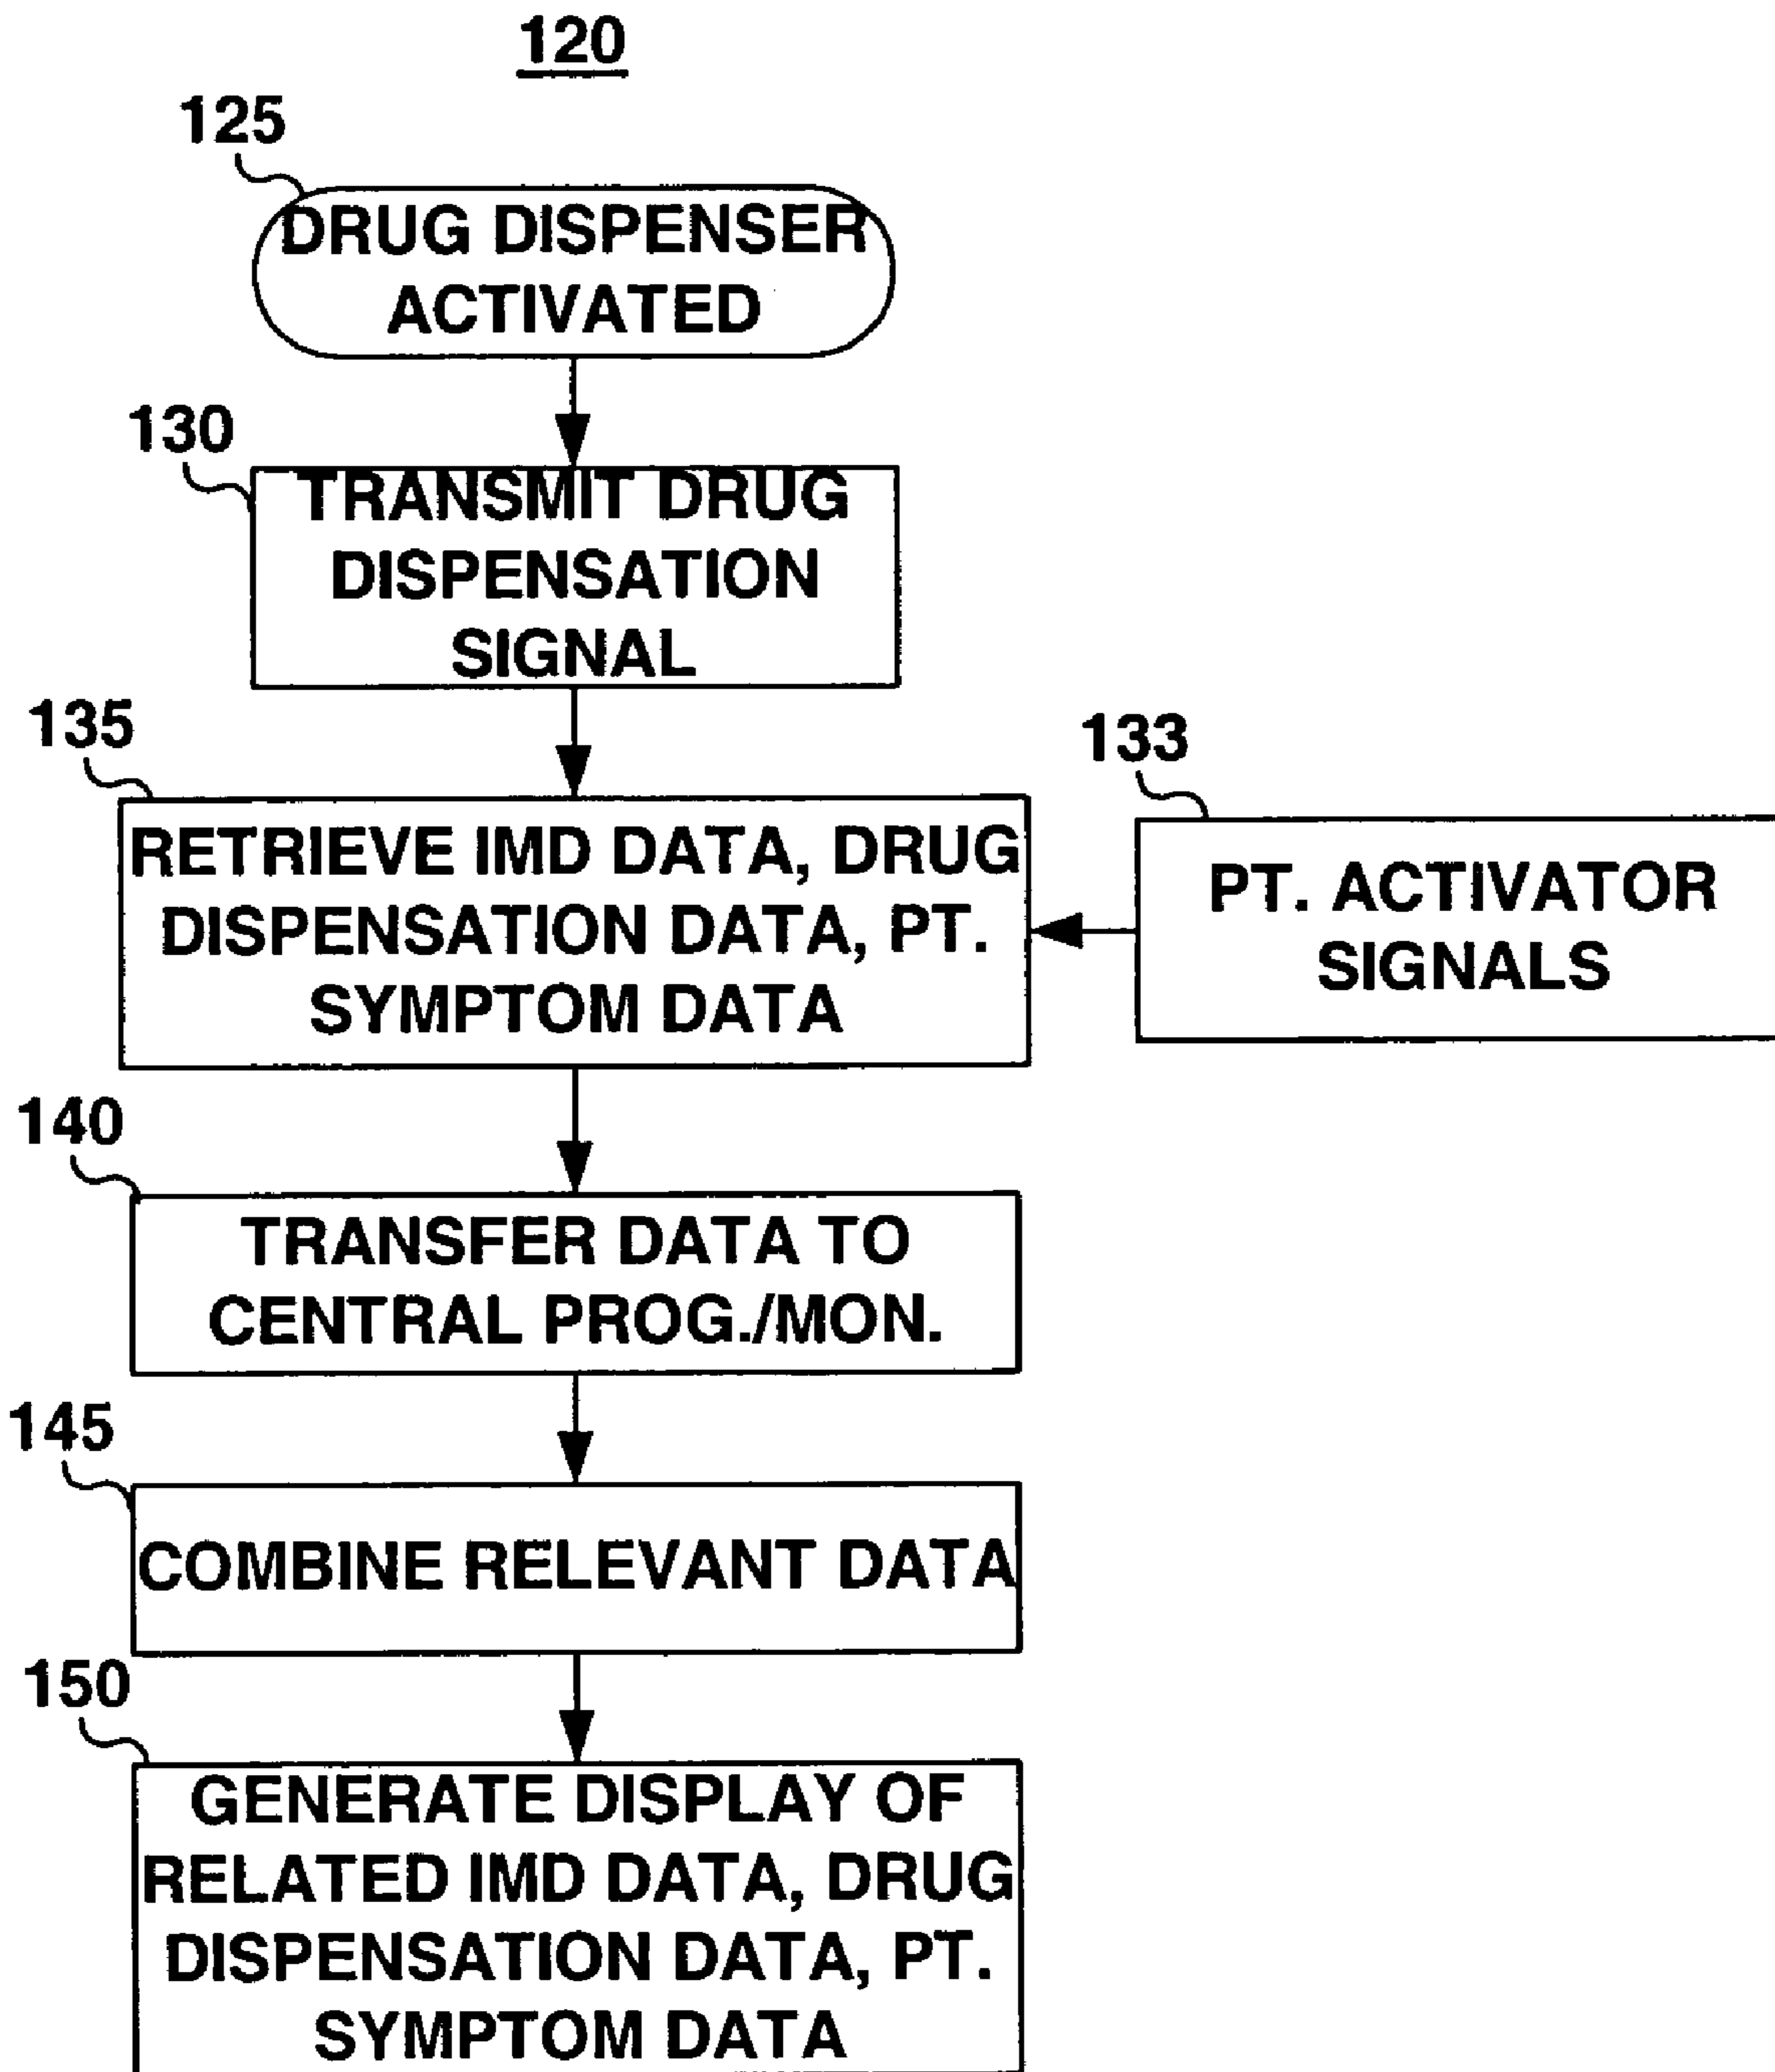 120
125
DRUG DISPENSER
ACTIVATED
130
TRANSMIT DRUG
DISPENSATION
SIGNAL
135
RETRIEVE IMD DATA, DRUG
DISPENSATION DATA, PT.
SYMPTOM DATA
133
PT. ACTIVATOR
SIGNALS
140
TRANSFER DATA TO
CENTRAL PROG./MON.
145
COMBINE RELEVANT DATA
150
GENERATE DISPLAY OF
RELATED IMD DATA, DRUG
DISPENSATION DATA, PT.
SYMPTOM DATA